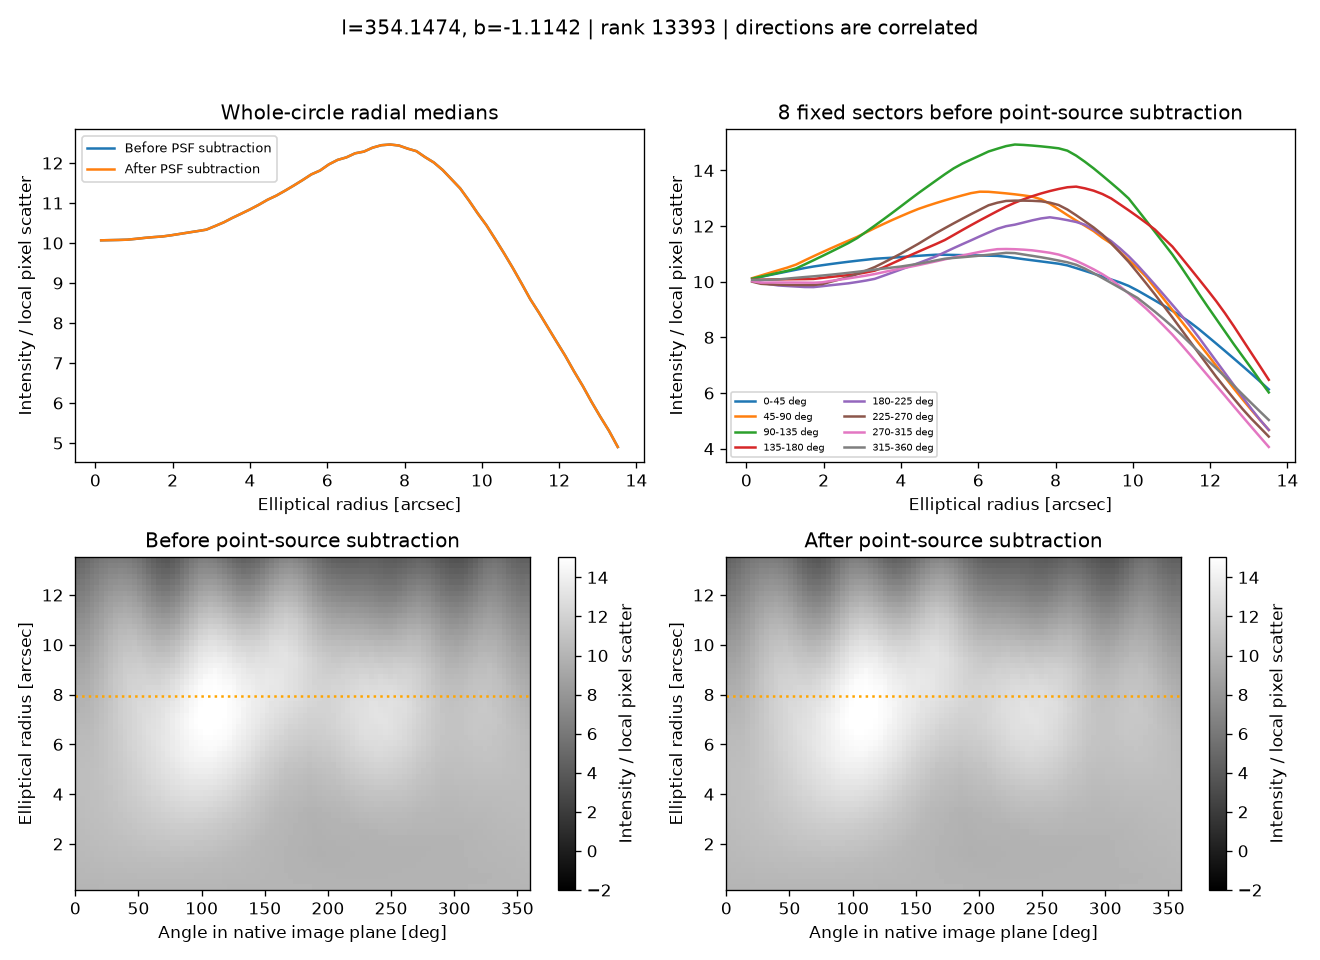 l=354.1474, b=-1.1142 | rank 13393 | directions are correlated
Whole-circle radial medians
Before PSF subtraction
After PSF subtraction
Intensity / local pixel scatter
12
11
10
9
8
7
6
5
0 2 4 6 8 10 12 14
Elliptical radius [arcsec]
8 fixed sectors before point-source subtraction
Intensity / local pixel scatter
14
12
10
8
6
4
0-45 deg
45-90 deg
90-135 deg
135-180 deg
180-225 deg
225-270 deg
270-315 deg
315-360 deg
0 2 4 6 8 10 12 14
Elliptical radius [arcsec]
Before point-source subtraction
Elliptical radius [arcsec]
12
10
8
6
4
2
0 50 100 150 200 250 300 350
Angle in native image plane [deg]
14
12
10
8
6
4
2
0
−2
Intensity / local pixel scatter
After point-source subtraction
Elliptical radius [arcsec]
12
10
8
6
4
2
0 50 100 150 200 250 300 350
Angle in native image plane [deg]
14
12
10
8
6
4
2
0
−2
Intensity / local pixel scatter